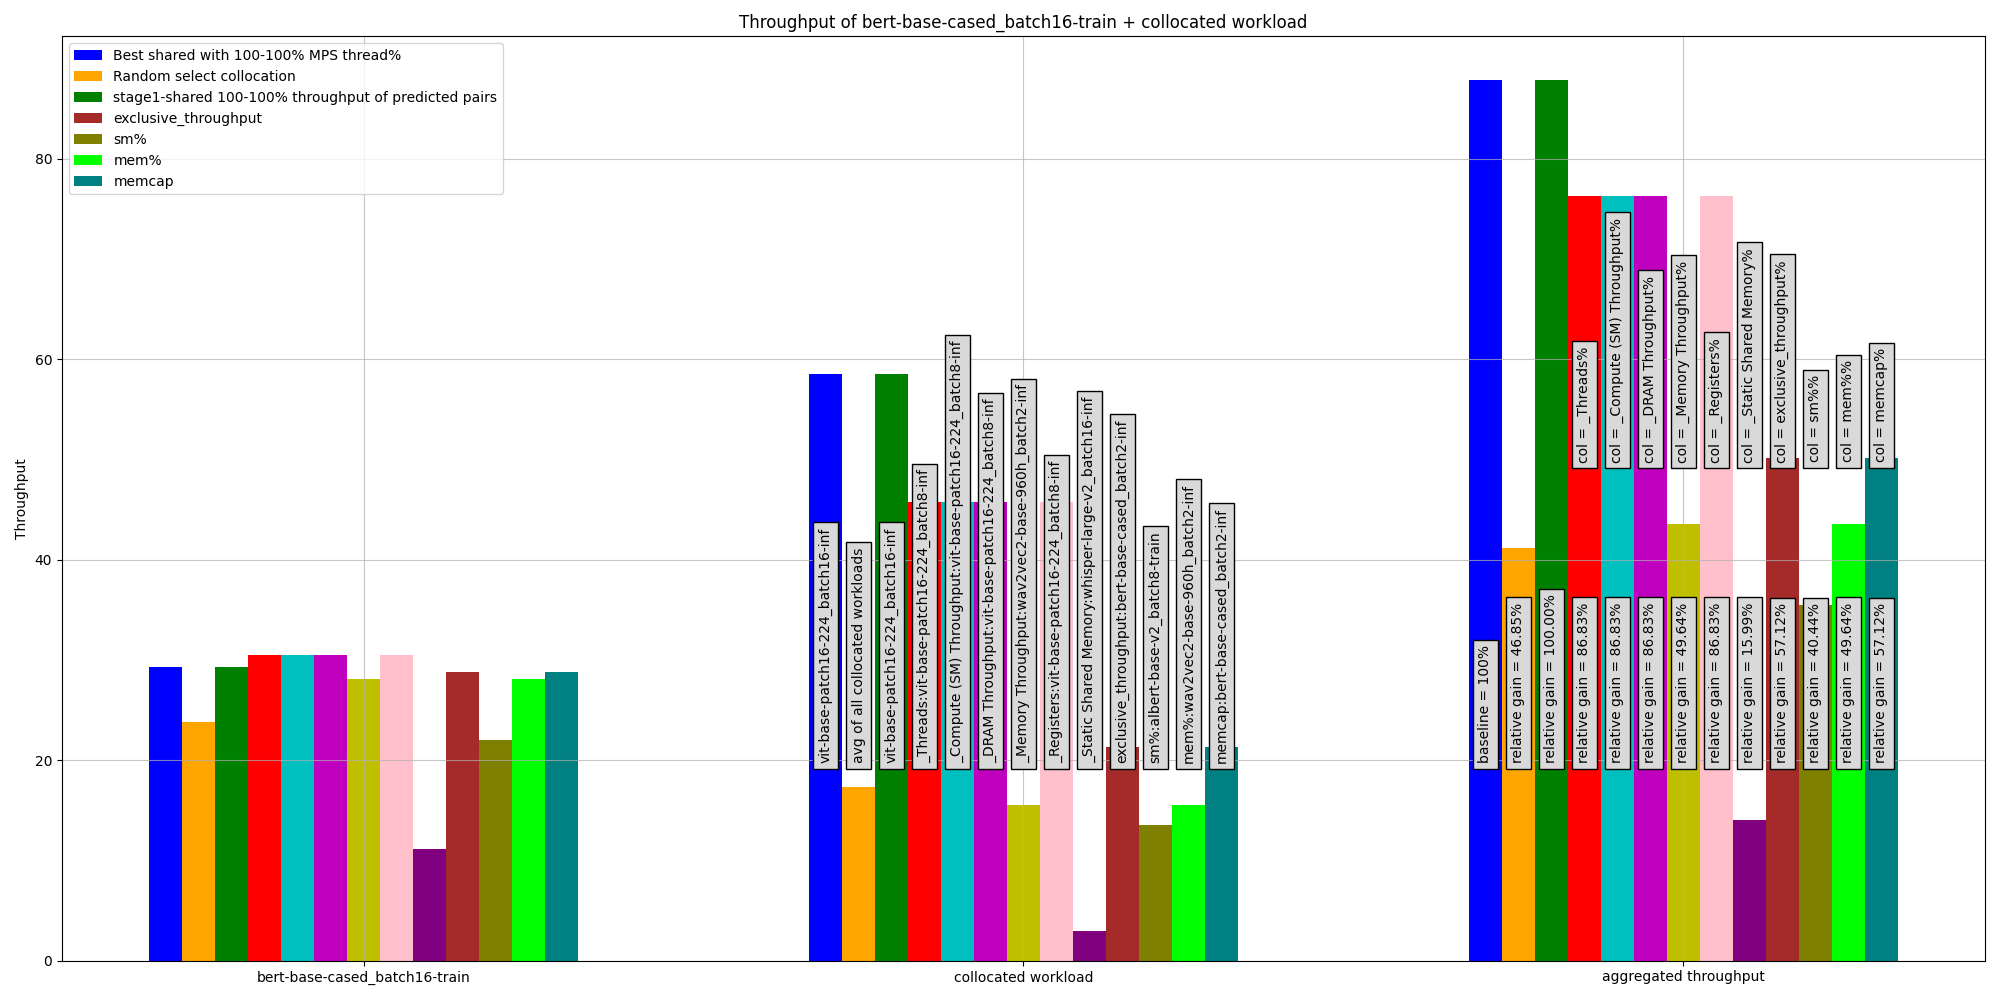 Throughput of bert-base-cased_batch16-train + collocated workload
Best shared with 100-100% MPS thread%
Random select collocation
stage1-shared 100-100% throughput of predicted pairs
exclusive_throughput
sm%
mem%
memcap
Throughput
80
60
40
20
0
vit-base-patch16-224_batch16-inf
avg of all collocated workloads
vit-base-patch16-224_batch16-inf
_Threads:vit-base-patch16-224_batch8-inf
_Compute (SM) Throughput:vit-base-patch16-224_batch8-inf
_DRAM Throughput:vit-base-patch16-224_batch8-inf
_Memory Throughput:wav2vec2-base-960h_batch2-inf
_Registers:vit-base-patch16-224_batch8-inf
_Static Shared Memory:whisper-large-v2_batch16-inf
exclusive_throughput:bert-base-cased_batch2-inf
sm%:albert-base-v2_batch8-train
mem%:wav2vec2-base-960h_batch2-inf
memcap:bert-base-cased_batch2-inf
col = _Threads%
col = _Compute (SM) Throughput%
col = _DRAM Throughput%
col = _Memory Throughput%
col = _Registers%
col = _Static Shared Memory%
col = exclusive_throughput%
col = sm%%
col = mem%%
col = memcap%
baseline = 100%
relative gain = 46.85%
relative gain = 100.00%
relative gain = 86.83%
relative gain = 86.83%
relative gain = 86.83%
relative gain = 49.64%
relative gain = 86.83%
relative gain = 15.99%
relative gain = 57.12%
relative gain = 40.44%
relative gain = 49.64%
relative gain = 57.12%
bert-base-cased_batch16-train
collocated workload
aggregated throughput